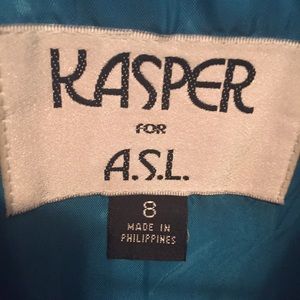 KASPER
FOR
A.S.L.
8
MADE IN
PHILIPPINES